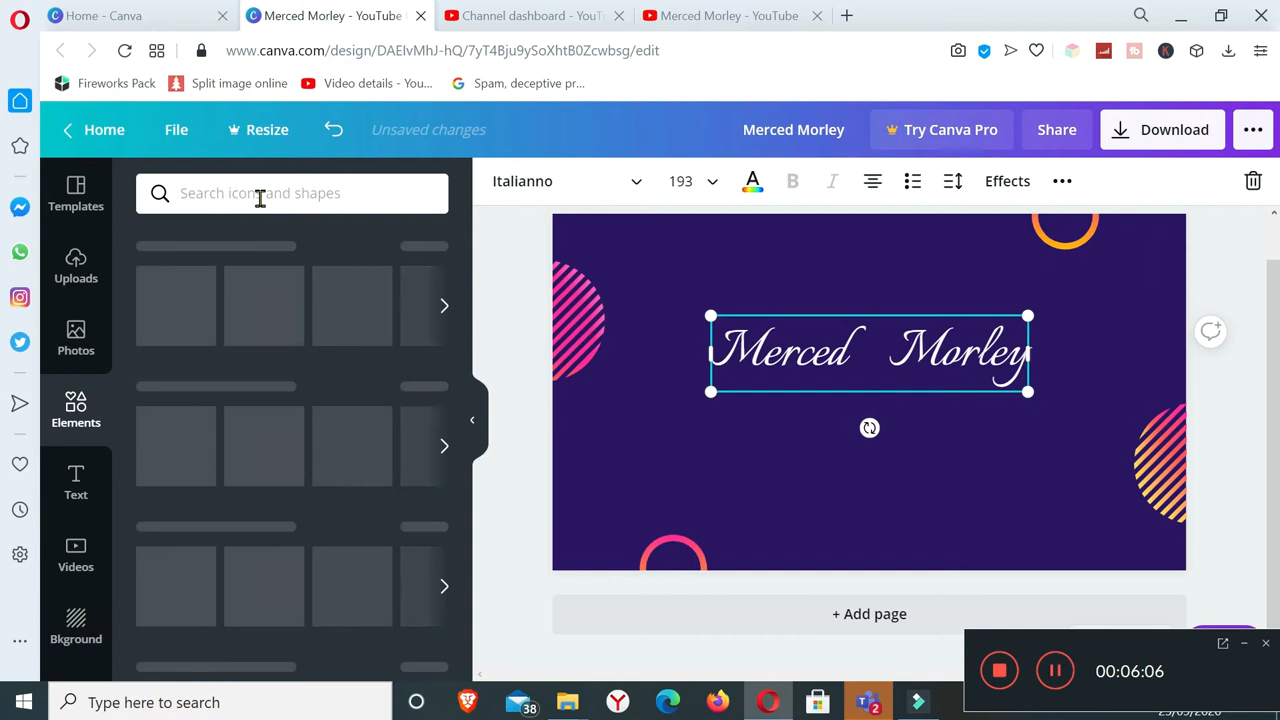 Home - Canva
Merced Morley - YouTube
Channel dashboard - YouT
Merced Morley - YouTube
www.canva.com/design/DAEIvMhJ-hQ/7yT4Bju9ySoXhtB0Zcwbsg/edit
Fireworks Pack
Split image online
Video details - You...
Spam, deceptive pr...
Home
File
Resize
Unsaved changes
Merced Morley
Try Canva Pro
Share
Download
Templates
Uploads
Photos
Elements
Text
Videos
Bkground
Search icons and shapes
Italianno
193
B
I
Effects
Merced Morley
+ Add page
00:06:06
Type here to search
38
2